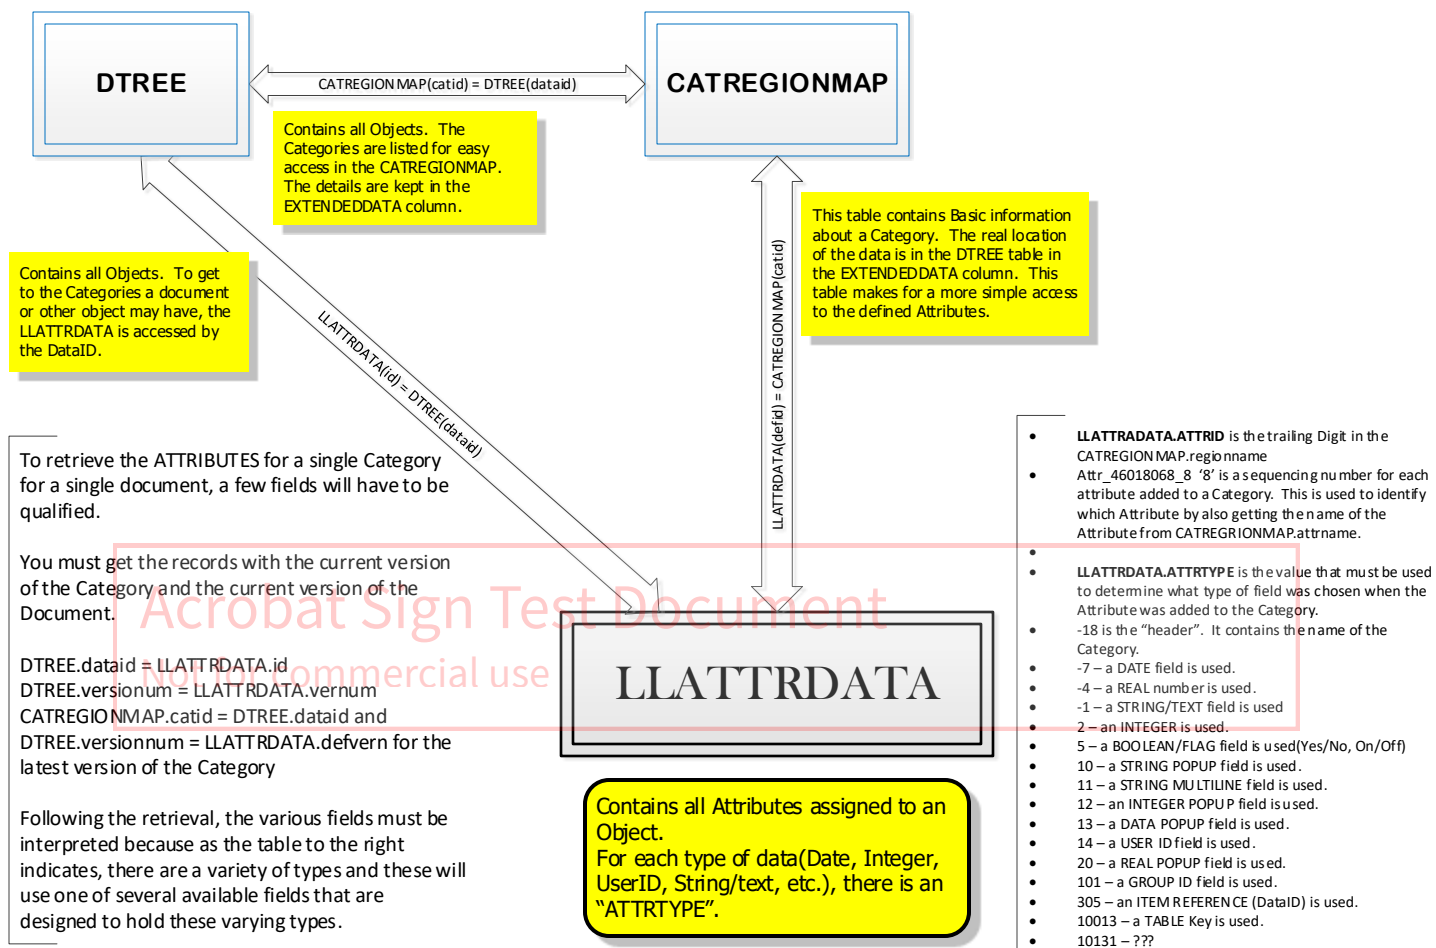 DTREE
CATREGIONMAP(catid) = DTREE(dataid)
CATREGIONMAP
Contains all Objects. The
Categories are listed for easy
access in the CATREGIONMAP.
The details are kept in the
EXTENDEDDATA column.
This table contains Basic information
about a Category. The real location
of the data is in the DTREE table in
the EXTENDEDDATA column. This
table makes for a more simple access
to the defined Attributes.
Contains all Objects. To get
to the Categories a document
or other object may have, the
LLATTRDATA is accessed by
the DataID.
LLATTRDATA(id) = DTREE(dataid)
LLATTRDATA(defid) = CATREGIONMAP(catid)
To retrieve the ATTRIBUTES for a single Category
for a single document, a few fields will have to be
qualified.
You must get the records with the current version
of the Category and the current version of the
Document.
DTREE.dataid = LLATTRDATA.id
DTREE.versionum = LLATTRDATA.vernum
CATREGIONMAP.catid = DTREE.dataid and
DTREE.versionnum = LLATTRDATA.defvern for the
latest version of the Category
Following the retrieval, the various fields must be
interpreted because as the table to the right
indicates, there are a variety of types and these will
use one of several available fields that are
designed to hold these varying types.
Acrobat Sign Test Document
Not for commercial use
LLATTRDATA
Contains all Attributes assigned to an
Object.
For each type of data(Date, Integer,
UserID, String/text, etc.), there is an
“ATTRTYPE”.
• LLATTRADATA.ATTRID is the trailing Digit in the
CATREGIONMAP.regionname
• Attr_46018068_8 ‘8’ is a sequencing number for each
attribute added to a Category. This is used to identify
which Attribute by also getting the name of the
Attribute from CATREGRIONMAP.attrname.
•
• LLATTRDATA.ATTRTYPE is the value that must be used
to determine what type of field was chosen when the
Attribute was added to the Category.
• -18 is the “header”. It contains the name of the
Category.
• -7 – a DATE field is used.
• -4 – a REAL number is used.
• -1 – a STRING/TEXT field is used
• 2 – an INTEGER is used.
• 5 – a BOOLEAN/FLAG field is used(Yes/No, On/Off)
• 10 – a STRING POPUP field is used.
• 11 – a STRING MULTILINE field is used.
• 12 – an INTEGER POPUP field is used.
• 13 – a DATA POPUP field is used.
• 14 – a USER ID field is used.
• 20 – a REAL POPUP field is used.
• 101 – a GROUP ID field is used.
• 305 – an ITEM REFERENCE (DataID) is used.
• 10013 – a TABLE Key is used.
• 10131 – ???